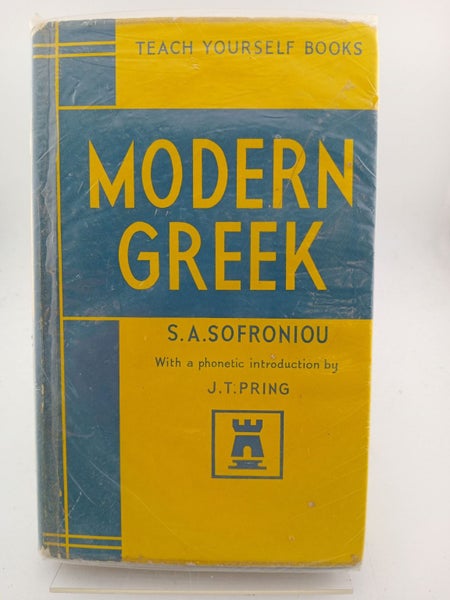 TEACH YOURSELF BOOKS
MODERN
GREEK
S.A.SOFRONIOU
With a phonetic introduction by
J.T.PRING